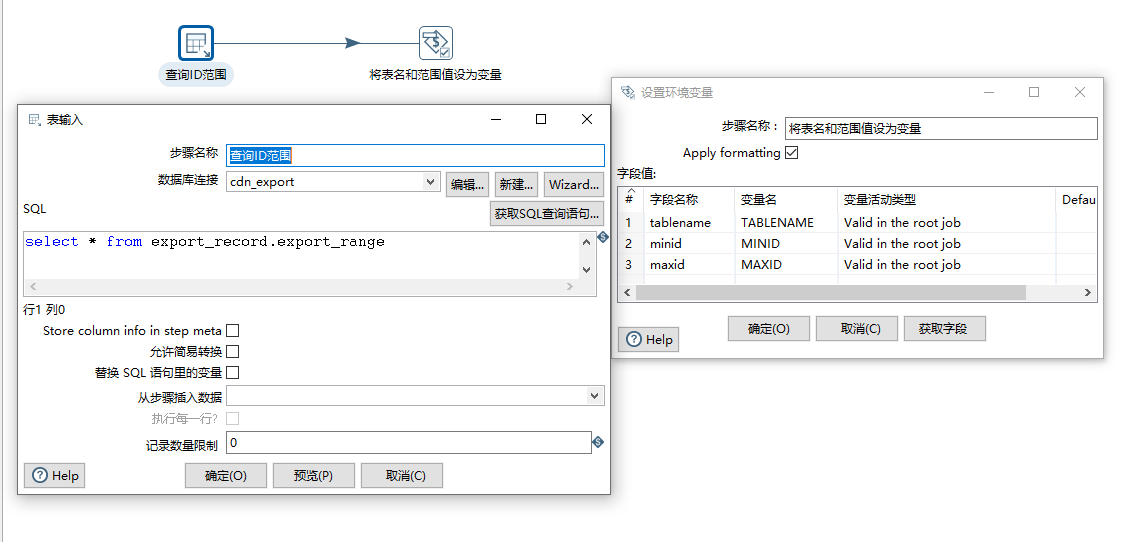 查询ID范围
将表名和范围值设为变量
表输入
步骤名称 查询ID范围
数据库连接 cdn_export 编辑... 新建... Wizard...
SQL 获取SQL查询语句...
select * from export_record.export_range
行1 列0
Store column info in step meta
允许简易转换
替换 SQL 语句里的变量
从步骤插入数据
执行每一行?
记录数量限制 0
Help 确定(O) 预览(P) 取消(C)
设置环境变量
步骤名称： 将表名和范围值设为变量
Apply formatting
字段值:
# 字段名称 变量名 变量活动类型 Defau
1 tablename TABLENAME Valid in the root job
2 minid MINID Valid in the root job
3 maxid MAXID Valid in the root job
确定(O) 取消(C) 获取字段
Help